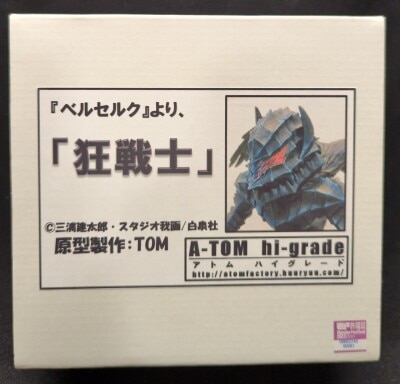 『ベルセルク』より、
「狂戦士」
©三浦建太郎・スタジオ我画/白泉社
原型製作:TOM
A-TOM hi-grade
アトム ハイグレード
http://atomfactory.huuryuu.com/